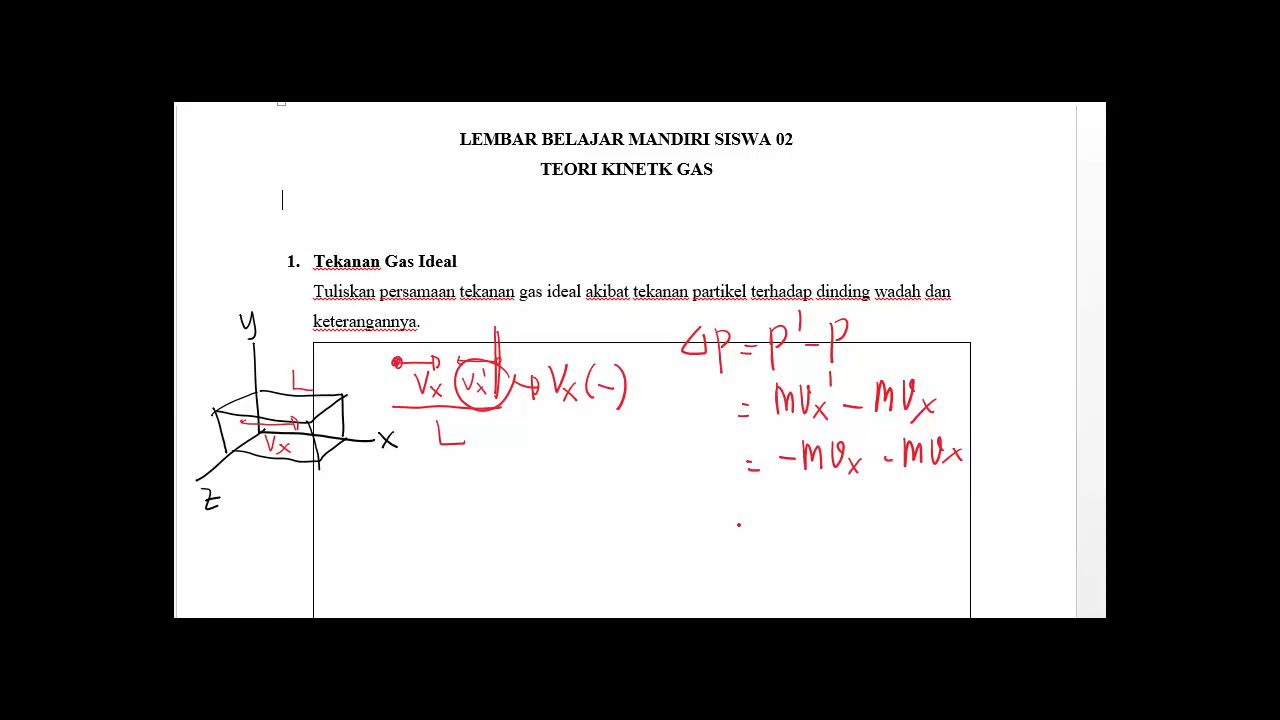 LEMBAR BELAJAR MANDIRI SISWA 02
TEORI KINETK GAS
1. Tekanan Gas Ideal
Tuliskan persamaan tekanan gas ideal akibat tekanan partikel terhadap dinding wadah dan
keterangannya.
y
L
Vx
x
z
Vx Vx' → Vx (-)
L
Δp = p' - p
= mvx' - mvx
= -mvx - mvx